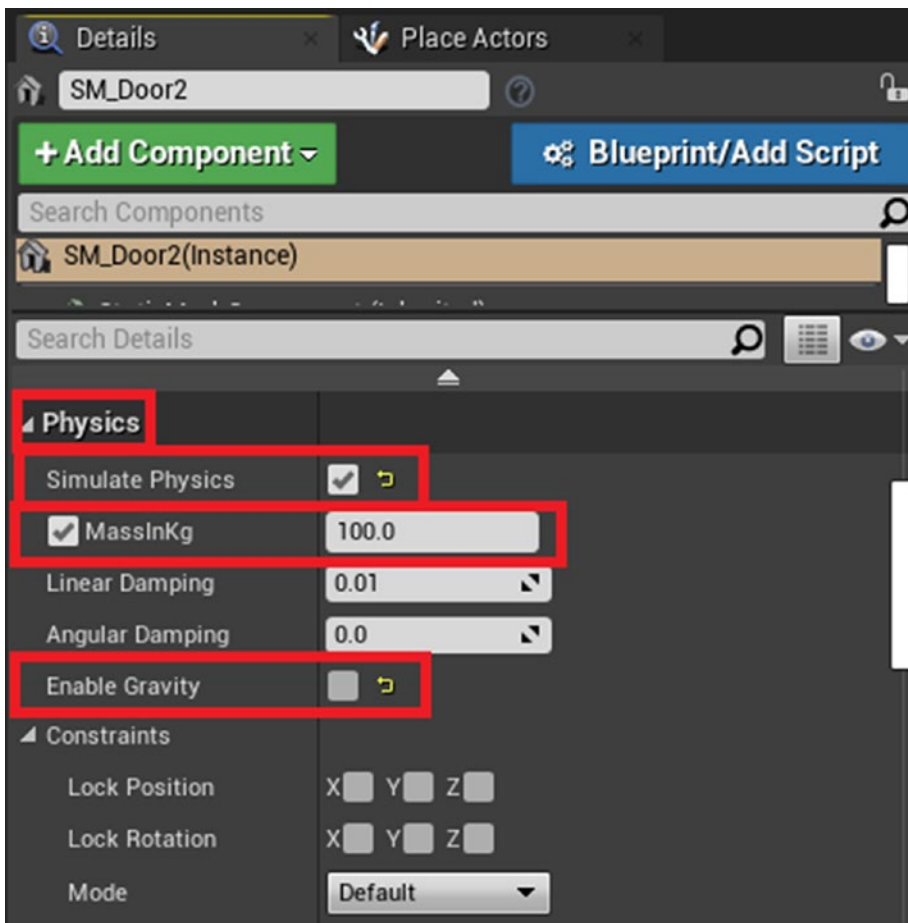 Details
Place Actors
SM_Door2
+Add Component
Blueprint/Add Script
Search Components
SM_Door2(Instance)
Search Details
Physics
Simulate Physics
MassInKg 100.0
Linear Damping 0.01
Angular Damping 0.0
Enable Gravity
Constraints
Lock Position X Y Z
Lock Rotation X Y Z
Mode Default